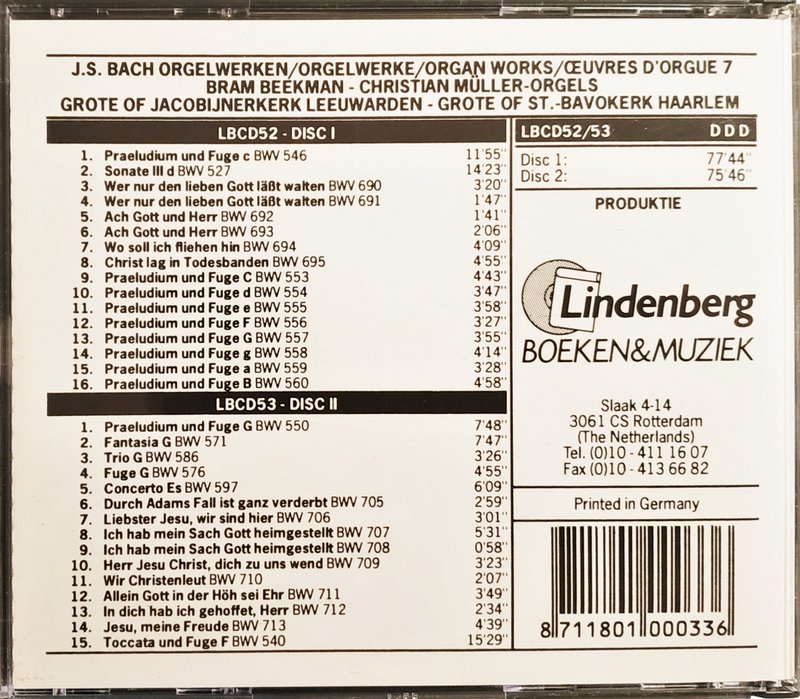 J.S. BACH ORGELWERKEN/ORGELWERKE/ORGAN WORKS/ŒUVRES D'ORGUE 7
BRAM BEEKMAN - CHRISTIAN MÜLLER-ORGELS
GROTE OF JACOBIJNERKERK LEEUWARDEN - GROTE OF ST.-BAVOKERK HAARLEM
LBCD52 - DISC I
1. Praeludium und Fuge c BWV 546 11'55"
2. Sonate III d BWV 527 14'23"
3. Wer nur den lieben Gott läßt walten BWV 690 3'20"
4. Wer nur den lieben Gott läßt walten BWV 691 1'47"
5. Ach Gott und Herr BWV 692 1'41"
6. Ach Gott und Herr BWV 693 2'06"
7. Wo soll ich fliehen hin BWV 694 4'09"
8. Christ lag in Todesbanden BWV 695 4'55"
9. Praeludium und Fuge C BWV 553 4'43"
10. Praeludium und Fuge d BWV 554 3'47"
11. Praeludium und Fuge e BWV 555 3'58"
12. Praeludium und Fuge F BWV 556 3'27"
13. Praeludium und Fuge G BWV 557 3'55"
14. Praeludium und Fuge g BWV 558 4'14"
15. Praeludium und Fuge a BWV 559 3'28"
16. Praeludium und Fuge B BWV 560 4'58"
LBCD53 - DISC II
1. Praeludium und Fuge G BWV 550 7'48"
2. Fantasia G BWV 571 7'47"
3. Trio G BWV 586 3'26"
4. Fuge G BWV 576 4'55"
5. Concerto Es BWV 597 6'09"
6. Durch Adams Fall ist ganz verderbt BWV 705 2'59"
7. Liebster Jesu, wir sind hier BWV 706 3'01"
8. Ich hab mein Sach Gott heimgestellt BWV 707 5'31"
9. Ich hab mein Sach Gott heimgestellt BWV 708 0'58"
10. Herr Jesu Christ, dich zu uns wend BWV 709 3'23"
11. Wir Christenleut BWV 710 2'07"
12. Allein Gott in der Höh sei Ehr BWV 711 3'49"
13. In dich hab ich gehoffet, Herr BWV 712 2'34"
14. Jesu, meine Freude BWV 713 4'39"
15. Toccata und Fuge F BWV 540 15'29"
LBCD52/53 DDD
Disc 1: 77'44"
Disc 2: 75'46"
PRODUKTIE
Lindenberg
BOEKEN&MUZIEK
Slaak 4-14
3061 CS Rotterdam
(The Netherlands)
Tel. (0)10 - 411 16 07
Fax (0)10 - 413 66 82
Printed in Germany
8 711801 000336